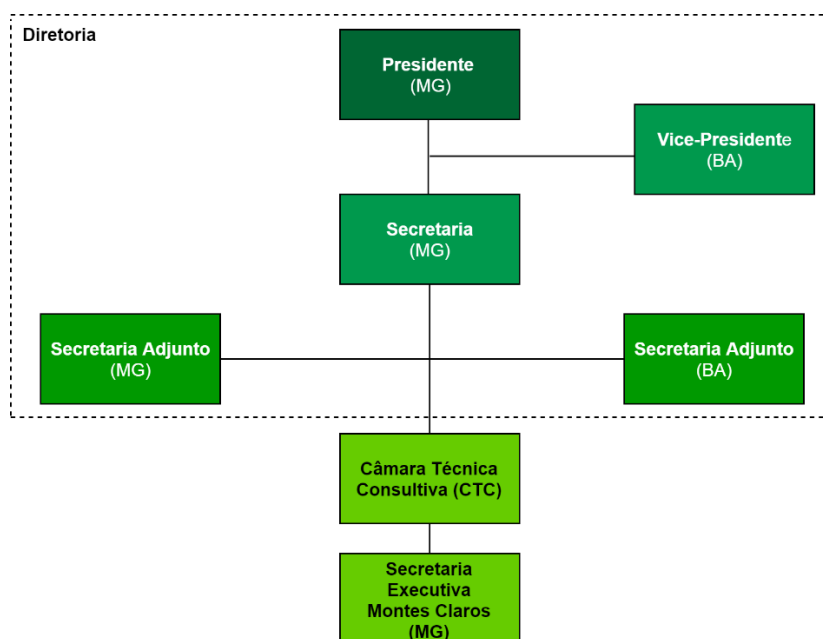 Diretoria
Presidente
(MG)
Vice-Presidente
(BA)
Secretaria
(MG)
Secretaria Adjunto
(MG)
Secretaria Adjunto
(BA)
Câmara Técnica
Consultiva (CTC)
Secretaria
Executiva
Montes Claros
(MG)